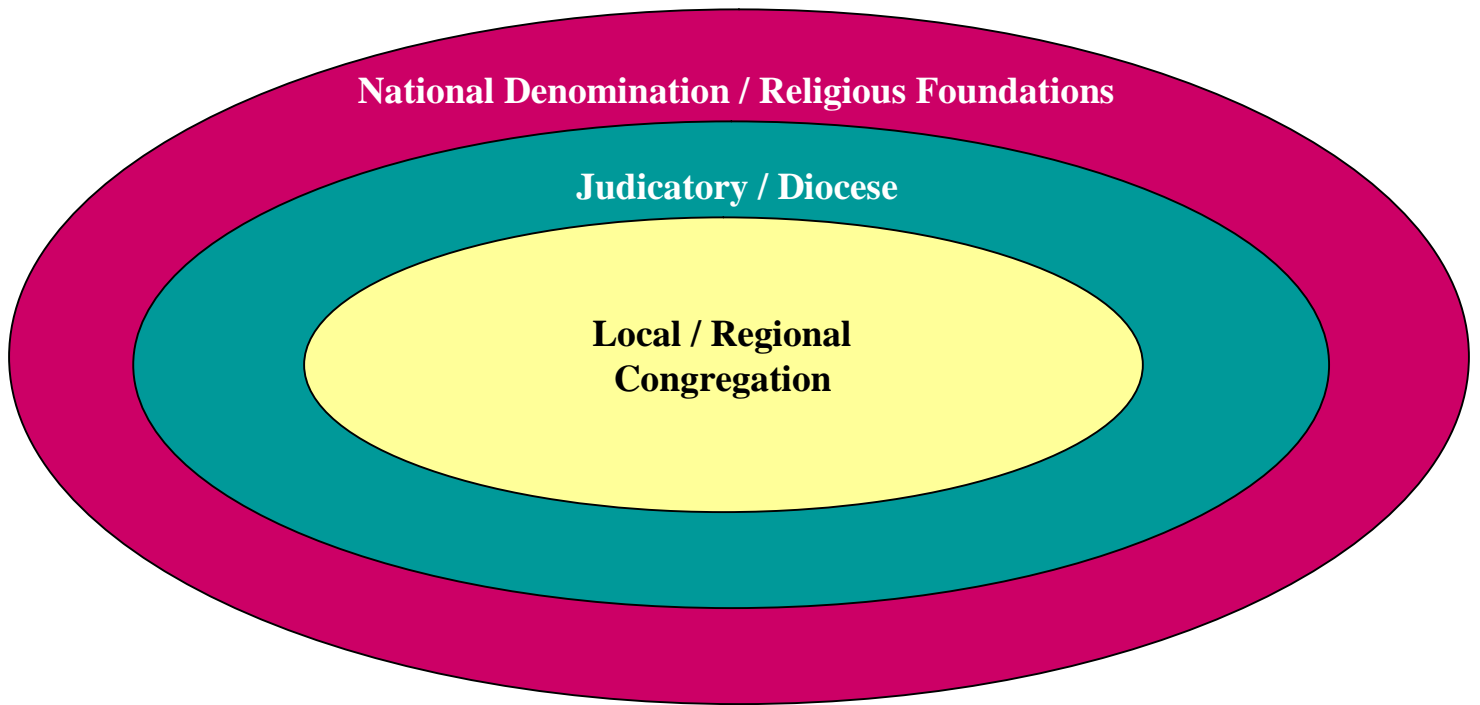 National Denomination / Religious Foundations
Judicatory / Diocese
Local / Regional
Congregation